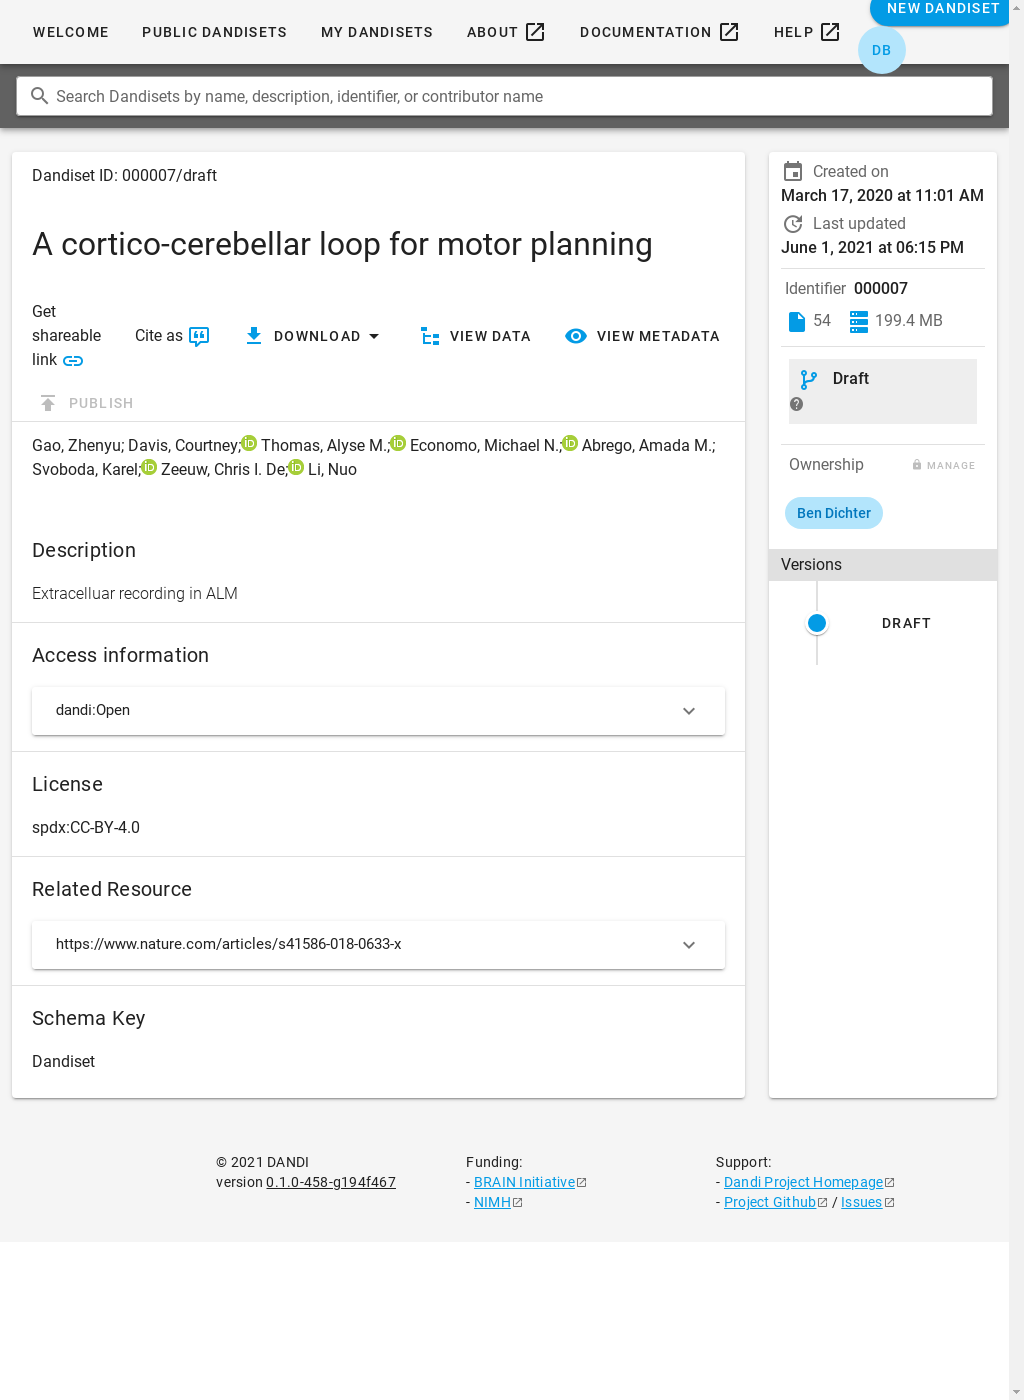 WELCOME PUBLIC DANDISETS MY DANDISETS ABOUT DOCUMENTATION HELP NEW DANDISET
DB
Search Dandisets by name, description, identifier, or contributor name
Dandiset ID: 000007/draft
A cortico-cerebellar loop for motor planning
Get
shareable
link
Cite as
DOWNLOAD
VIEW DATA
VIEW METADATA
PUBLISH
Gao, Zhenyu; Davis, Courtney; Thomas, Alyse M.; Economo, Michael N.; Abrego, Amada M.;
Svoboda, Karel; Zeeuw, Chris I. De; Li, Nuo
Description
Extracelluar recording in ALM
Access information
dandi:Open
License
spdx:CC-BY-4.0
Related Resource
https://www.nature.com/articles/s41586-018-0633-x
Schema Key
Dandiset
Created on
March 17, 2020 at 11:01 AM
Last updated
June 1, 2021 at 06:15 PM
Identifier 000007
54 199.4 MB
Draft
Ownership MANAGE
Ben Dichter
Versions
DRAFT
© 2021 DANDI
version 0.1.0-458-g194f467
Funding:
- BRAIN Initiative
- NIMH
Support:
- Dandi Project Homepage
- Project Github / Issues